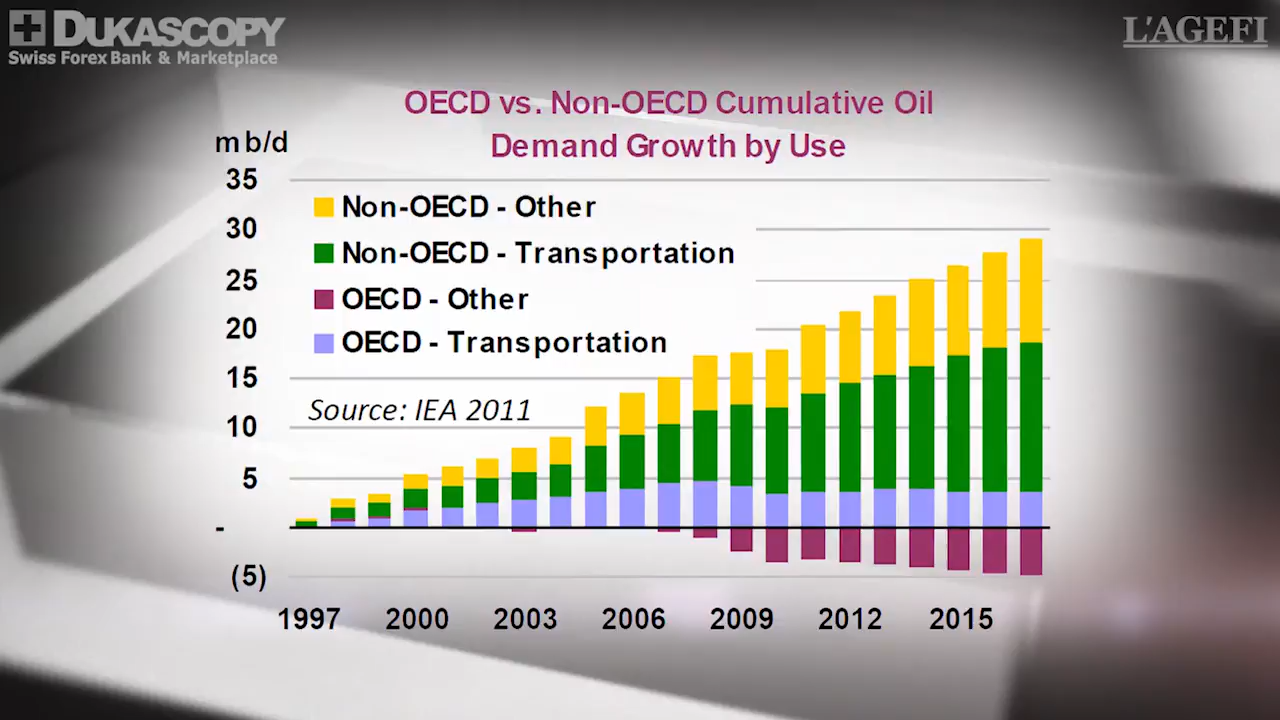 DUKASCOPY
Swiss Forex Bank & Marketplace
L'AGEFI
OECD vs. Non-OECD Cumulative Oil
Demand Growth by Use
mb/d
35
30
25
20
15
10
5
-
(5)
Non-OECD - Other
Non-OECD - Transportation
OECD - Other
OECD - Transportation
Source: IEA 2011
1997 2000 2003 2006 2009 2012 2015